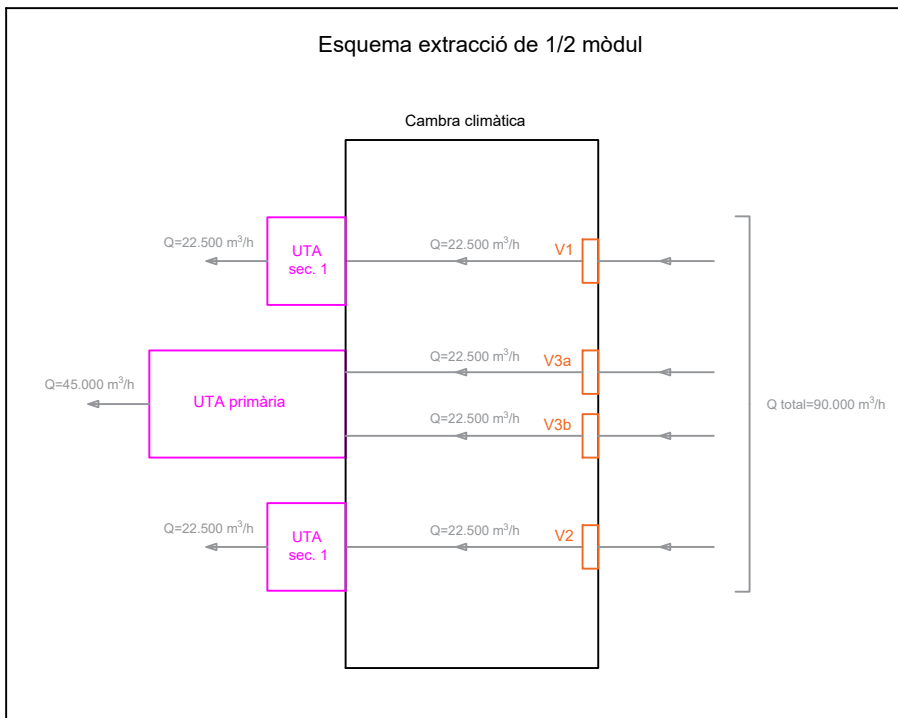 Esquema extracció de 1/2 mòdul
Cambra climàtica
Q=22.500 m³/h
UTA
sec. 1
Q=22.500 m³/h
V1
Q=45.000 m³/h
UTA primària
Q=22.500 m³/h
V3a
Q=22.500 m³/h
V3b
Q total=90.000 m³/h
Q=22.500 m³/h
UTA
sec. 1
Q=22.500 m³/h
V2